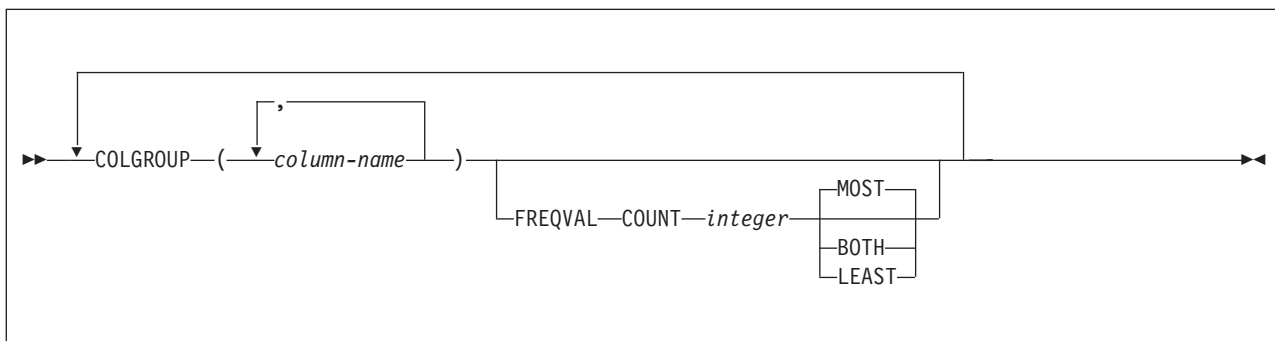 ,
COLGROUP ( column-name )
MOST
FREQVAL COUNT integer
BOTH
LEAST